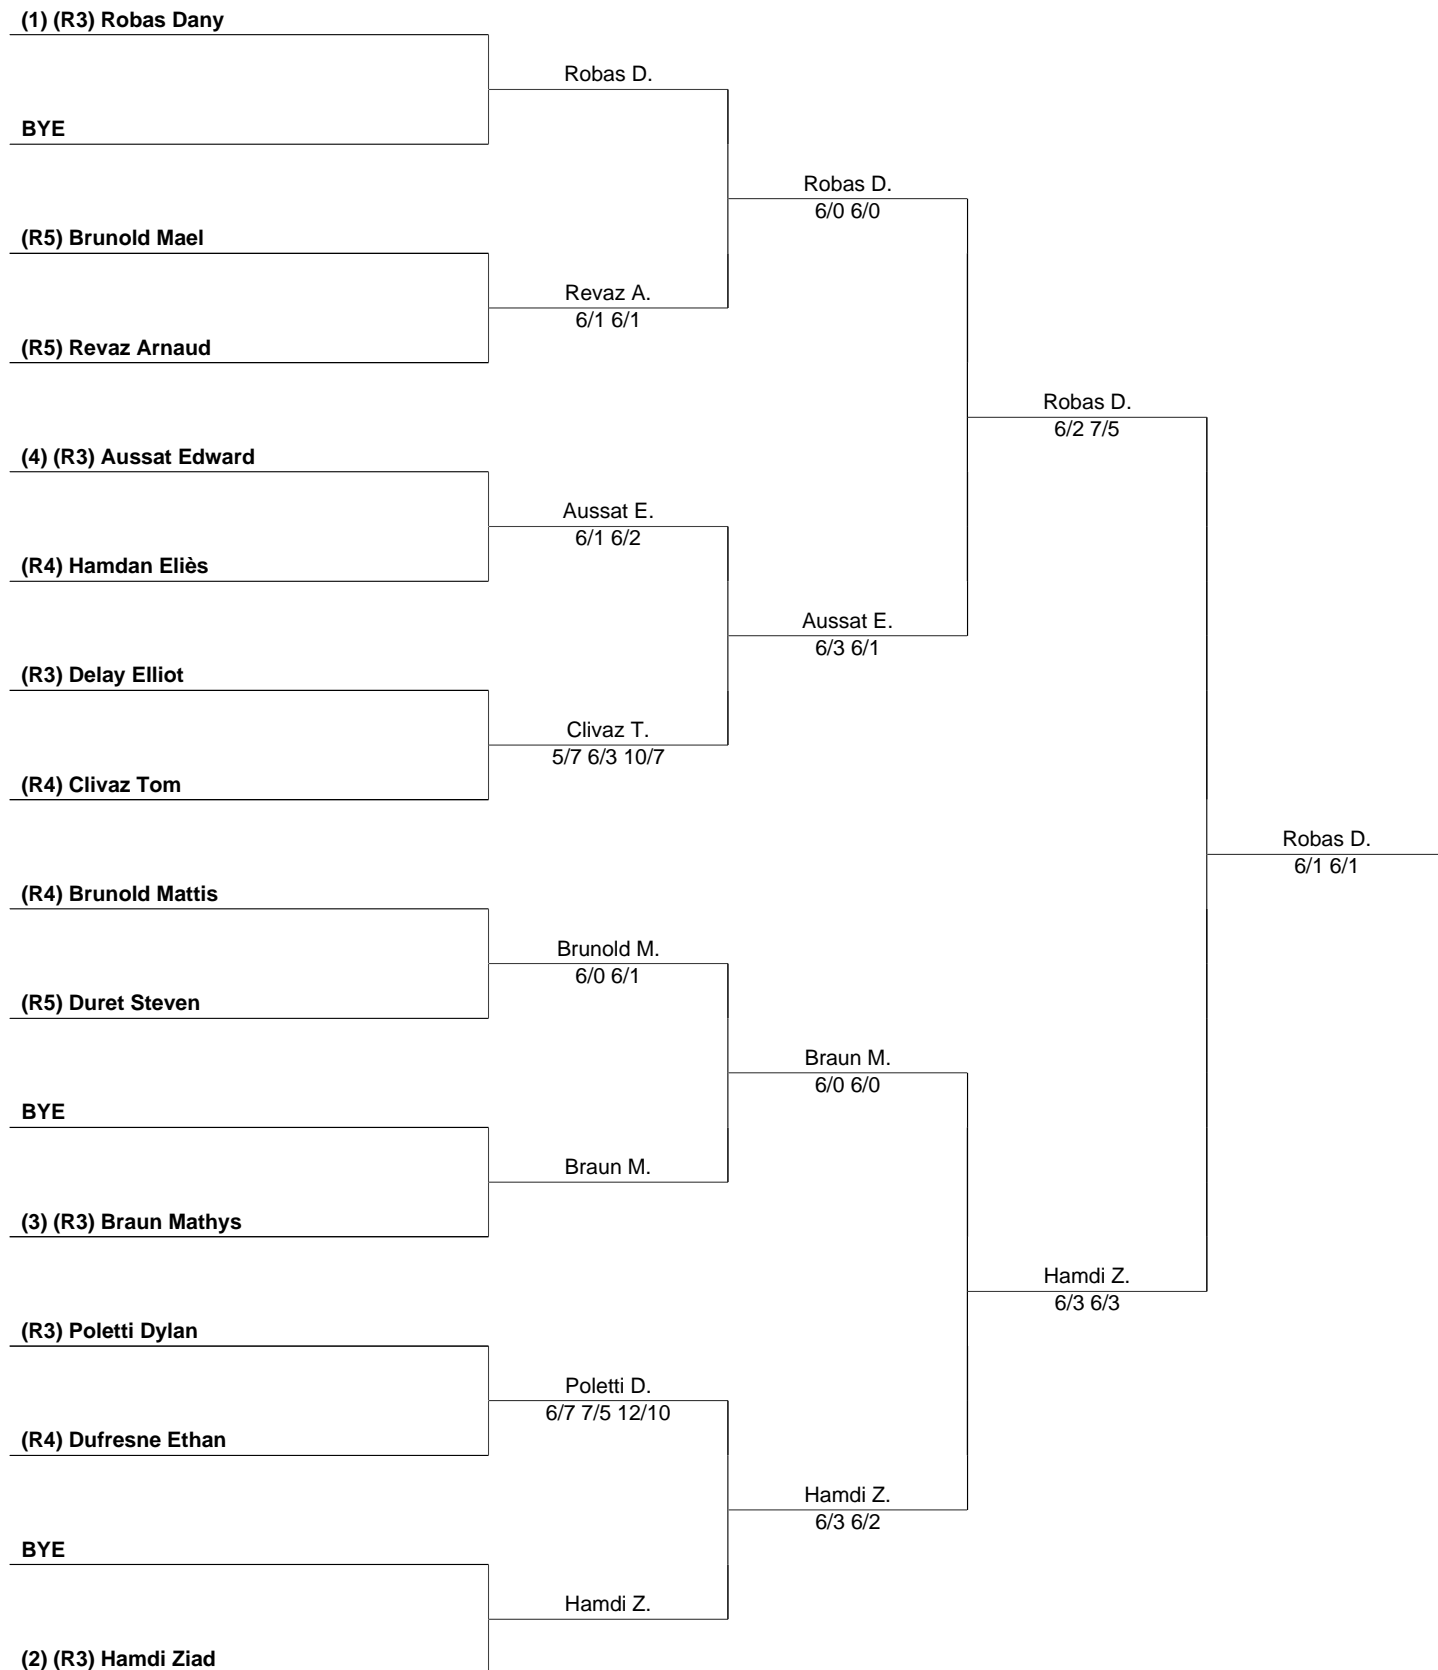 (1) (R3) Robas Dany
Robas D.
BYE
Robas D.
6/0 6/0
(R5) Brunold Mael
Revaz A.
6/1 6/1
(R5) Revaz Arnaud
Robas D.
6/2 7/5
(4) (R3) Aussat Edward
Aussat E.
6/1 6/2
(R4) Hamdan Eliès
Aussat E.
6/3 6/1
(R3) Delay Elliot
Clivaz T.
5/7 6/3 10/7
(R4) Clivaz Tom
Robas D.
6/1 6/1
(R4) Brunold Mattis
Brunold M.
6/0 6/1
(R5) Duret Steven
Braun M.
6/0 6/0
BYE
Braun M.
(3) (R3) Braun Mathys
Hamdi Z.
6/3 6/3
(R3) Poletti Dylan
Poletti D.
6/7 7/5 12/10
(R4) Dufresne Ethan
Hamdi Z.
6/3 6/2
BYE
Hamdi Z.
(2) (R3) Hamdi Ziad